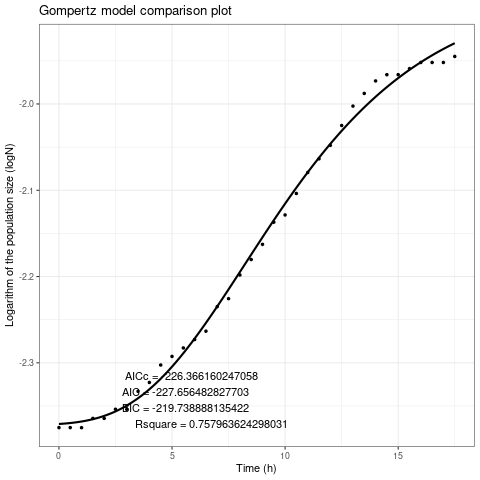 Gompertz model comparison plot
Logarithm of the population size (logN)
-2.0
-2.1
-2.2
-2.3
AICc = -226.366160247058
AIC = -227.656482827703
BIC = -219.738888135422
Rsquare = 0.757963624298031
0 5 10 15
Time (h)